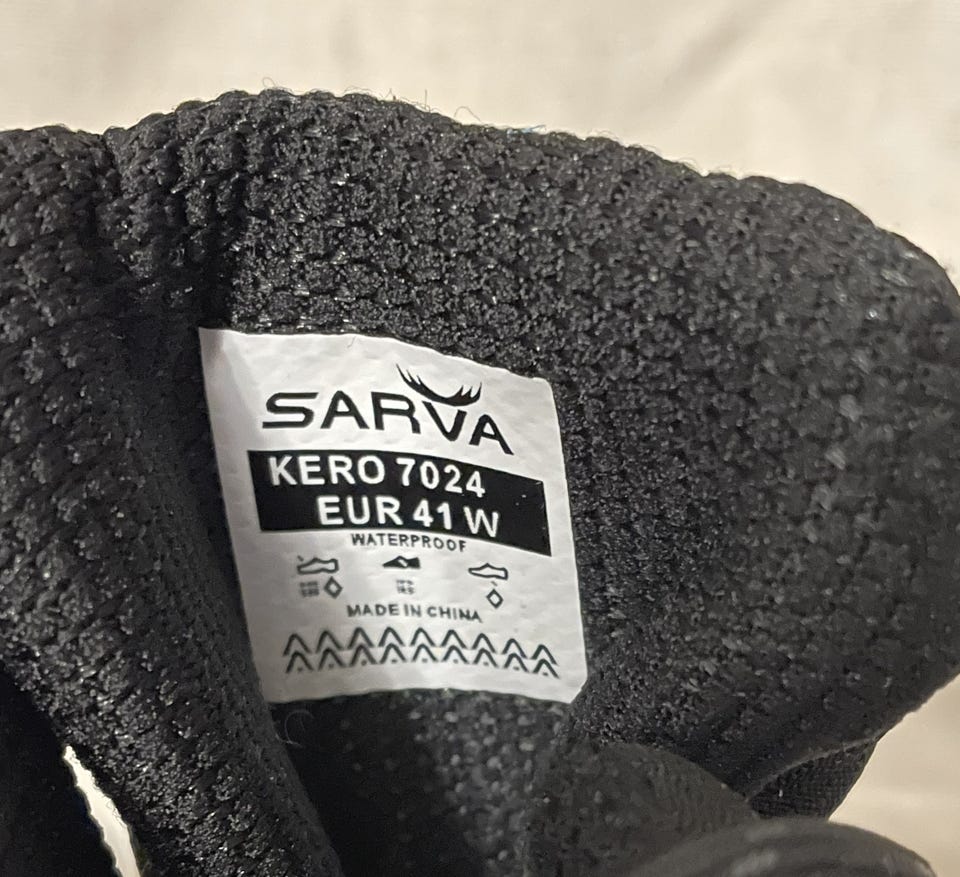 SARVA
KERO 7024
EUR 41 W
WATERPROOF
MADE IN CHINA